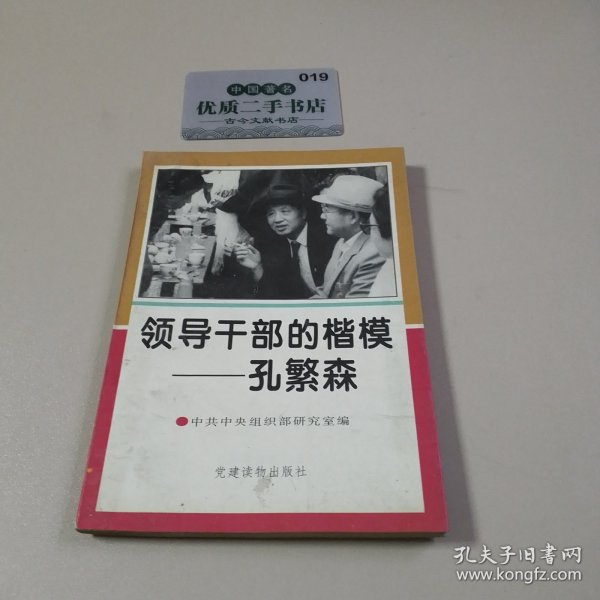 019
中国著名
优质二手书店
古今文献书店
领导干部的楷模
——孔繁森
●中共中央组织部研究室编
党建读物出版社
孔夫子旧书网
www.kongfz.com